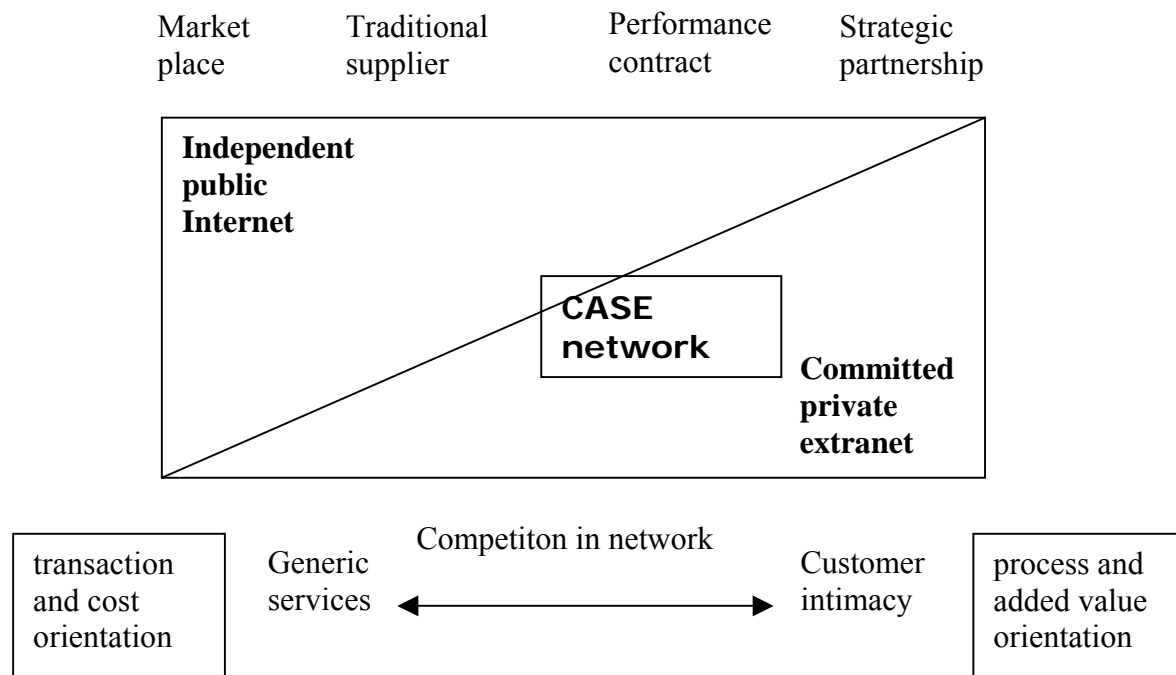 Market
place
Traditional
supplier
Performance
contract
Strategic
partnership
Independent
public
Internet
CASE
network
Committed
private
extranet
Competiton in network
transaction
and cost
orientation
Generic
services
Customer
intimacy
process and
added value
orientation